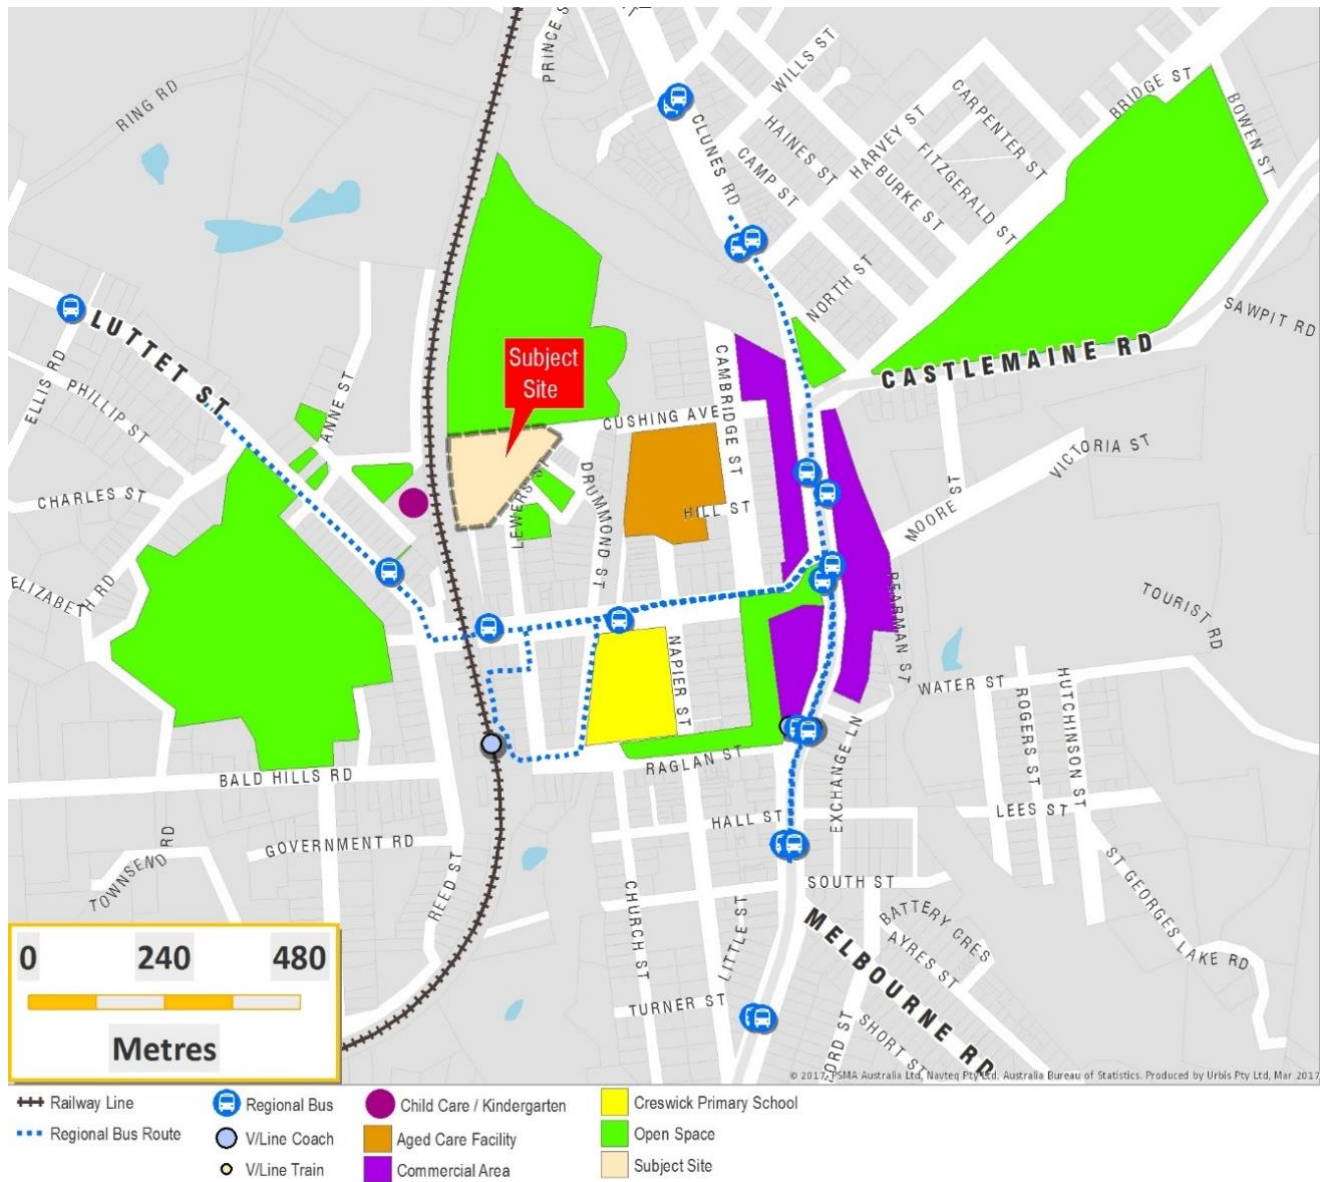 PRINCE S
RING RD
WILLS ST
CLUNES RD
HAINES ST
CAMP ST
HARVEY ST
CARPENTER ST
FITZGERALD ST
BURKE ST
BRIDGE ST
BOWEN ST
NORTH ST
SAWPIT RD
LUTTET ST
ELLIS RD
PHILLIP ST
ANNE ST
Subject
Site
CAMBRIDGE ST
CASTLEMAINE RD
CUSHING AVE
VICTORIA ST
CHARLES ST
LEWERS ST
DRUMMOND ST
HILL ST
MOORE ST
ELIZABETH RD
PEARMAN ST
TOURIST RD
NAPIER ST
WATER ST
ROGERS ST
HUTCHINSON ST
BALD HILLS RD
RAGLAN ST
EXCHANGE LN
HALL ST
LEES ST
TOWNSEND RD
GOVERNMENT RD
REED ST
ST GEORGES LAKE RD
CHURCH ST
LITTLE ST
SOUTH ST
BATTERY CRES
AYRES ST
MELBOURNE RD
TURNER ST
FORD ST
SHORT ST
0 240 480
Metres
© 2017, PSMA Australia Ltd, Navteq Pty Ltd, Australia Bureau of Statistics. Produced by Urbis Pty Ltd, Mar 2017
Railway Line
Regional Bus Route
Regional Bus
V/Line Coach
V/Line Train
Child Care / Kindergarten
Aged Care Facility
Commercial Area
Creswick Primary School
Open Space
Subject Site